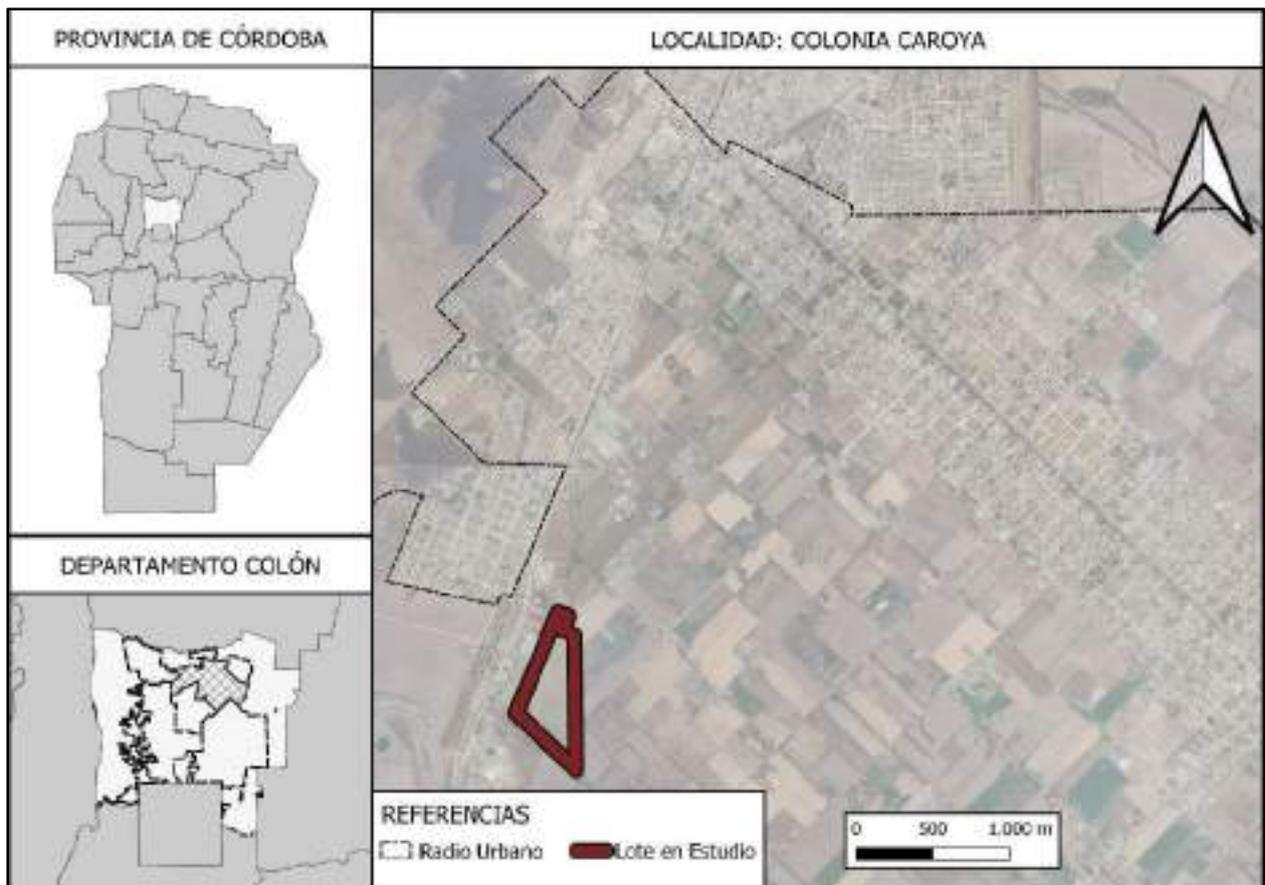 PROVINCIA DE CÓRDOBA
LOCALIDAD: COLONIA CAROYA
DEPARTAMENTO COLÓN
REFERENCIAS
Radio Urbano
Lote en Estudio
0 500 1.000 m